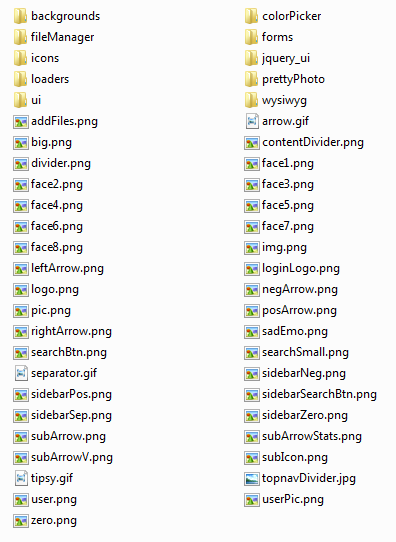 backgrounds
colorPicker
fileManager
forms
icons
jquery_ui
loaders
prettyPhoto
ui
wysiwyg
addFiles.png
arrow.gif
big.png
contentDivider.png
divider.png
face1.png
face2.png
face3.png
face4.png
face5.png
face6.png
face7.png
face8.png
img.png
leftArrow.png
loginLogo.png
logo.png
negArrow.png
pic.png
posArrow.png
rightArrow.png
sadEmo.png
searchBtn.png
searchSmall.png
separator.gif
sidebarNeg.png
sidebarPos.png
sidebarSearchBtn.png
sidebarSep.png
sidebarZero.png
subArrow.png
subArrowStats.png
subArrowV.png
subIcon.png
tipsy.gif
topnavDivider.jpg
user.png
userPic.png
zero.png